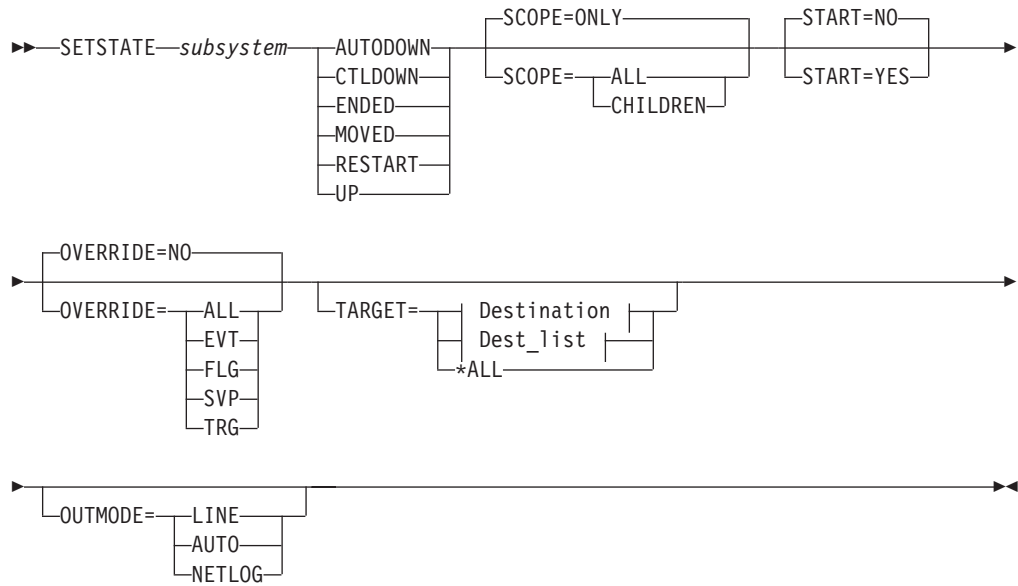 SCOPE=ONLY START=NO
SETSTATE subsystem AUTODOWN
CTLDOWN SCOPE= ALL START=YES
ENDED CHILDREN
MOVED
RESTART
UP
OVERRIDE=NO
OVERRIDE= ALL TARGET= Destination
EVT Dest_list
FLG *ALL
SVP
TRG
OUTMODE= LINE
AUTO
NETLOG